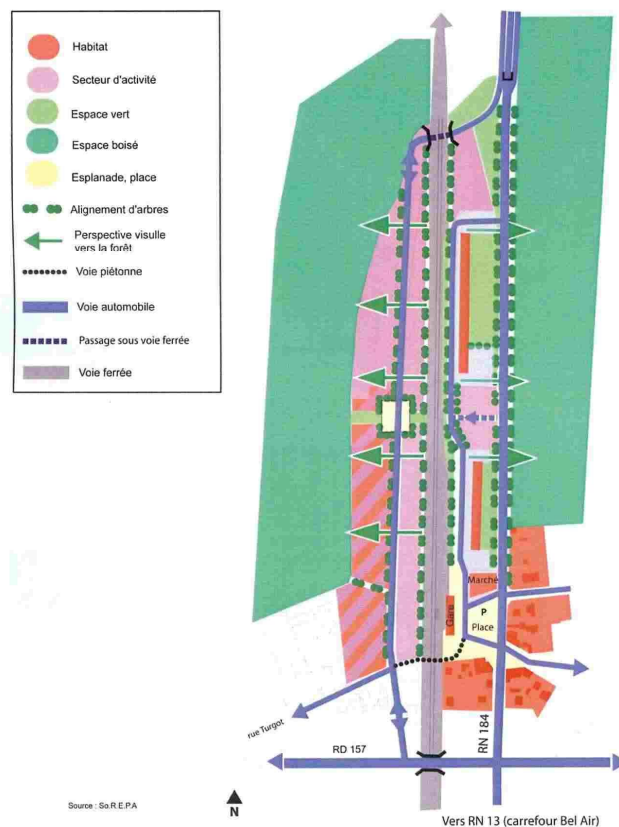 Habitat
Secteur d'activité
Espace vert
Espace boisé
Esplanade, place
Alignement d'arbres
Perspective visulle
vers la forêt
Voie piétonne
Voie automobile
Passage sous voie ferrée
Voie ferrée
Marché
Gare
P
Place
rue Turgot
RD 157
RN 184
Source : So.R.E.P.A
N
Vers RN 13 (carrefour Bel Air)